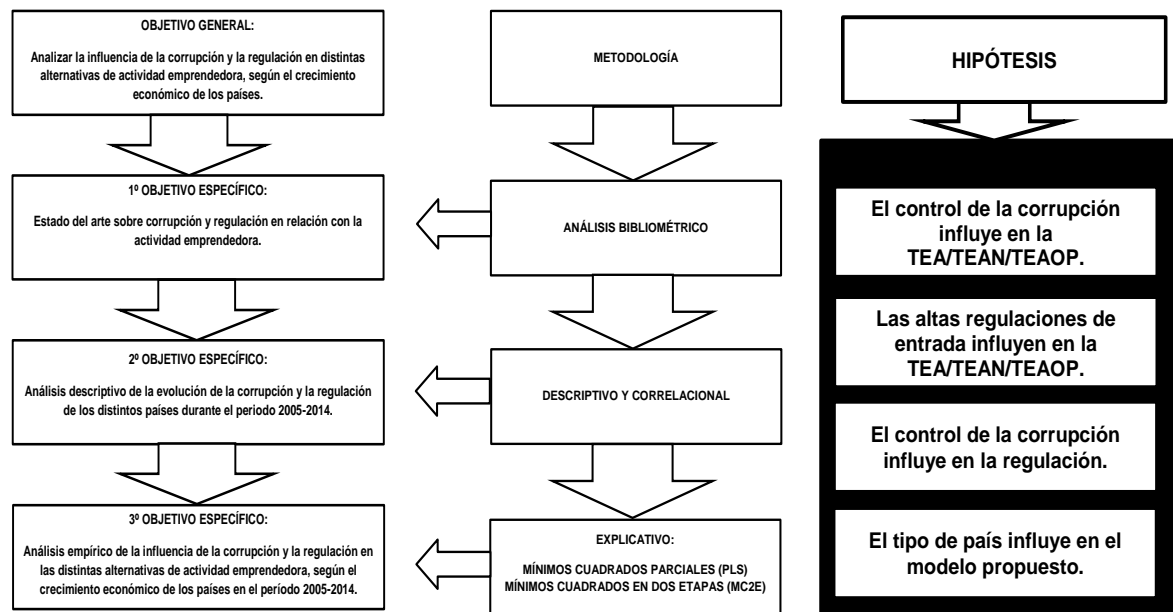 OBJETIVO GENERAL:
Analizar la influencia de la corrupción y la regulación en distintas
alternativas de actividad emprendedora, según el crecimiento
económico de los países.
1º OBJETIVO ESPECÍFICO:
Estado del arte sobre corrupción y regulación en relación con la
actividad emprendedora.
2º OBJETIVO ESPECÍFICO:
Análisis descriptivo de la evolución de la corrupción y la regulación
de los distintos países durante el periodo 2005-2014.
3º OBJETIVO ESPECÍFICO:
Análisis empírico de la influencia de la corrupción y la regulación en
las distintas alternativas de actividad emprendedora, según el
crecimiento económico de los países en el período 2005-2014.
METODOLOGÍA
ANÁLISIS BIBLIOMÉTRICO
DESCRIPTIVO Y CORRELACIONAL
EXPLICATIVO:
MÍNIMOS CUADRADOS PARCIALES (PLS)
MÍNIMOS CUADRADOS EN DOS ETAPAS (MC2E)
HIPÓTESIS
El control de la corrupción
influye en la
TEA/TEAN/TEAOP.
Las altas regulaciones de
entrada influyen en la
TEA/TEAN/TEAOP.
El control de la corrupción
influye en la regulación.
El tipo de país influye en el
modelo propuesto.